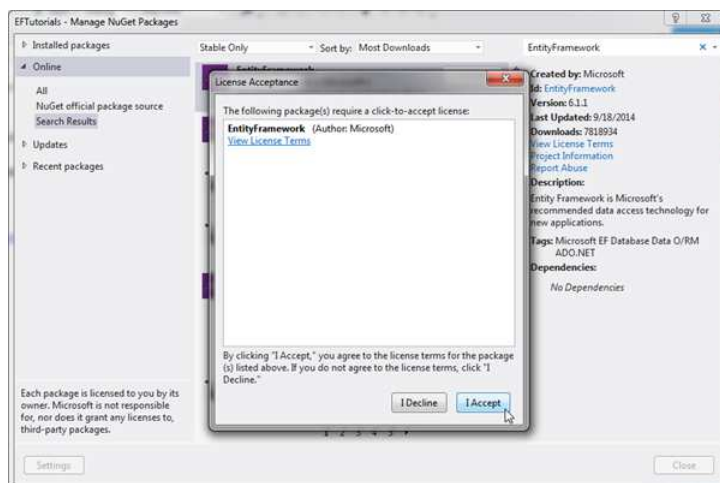 EFTutorials - Manage NuGet Packages
Installed packages
Stable Only
Sort by: Most Downloads
EntityFramework
Online
All
NuGet official package source
Search Results
Updates
Recent packages
License Acceptance
The following package(s) require a click-to-accept license:
EntityFramework (Author: Microsoft)
View License Terms
By clicking "I Accept," you agree to the license terms for the package
(s) listed above. If you do not agree to the license terms, click "I
Decline."
I Decline
I Accept
Created by: Microsoft
Id: EntityFramework
Version: 6.1.1
Last Updated: 9/18/2014
Downloads: 7818934
View License Terms
Project Information
Report Abuse
Description:
Entity Framework is Microsoft's
recommended data access technology for
new applications.
Tags: Microsoft EF Database Data O/RM
ADO.NET
Dependencies:
No Dependencies
Each package is licensed to you by its
owner. Microsoft is not responsible
for, nor does it grant any licenses to,
third-party packages.
1 2 3 4 5
Settings
Close